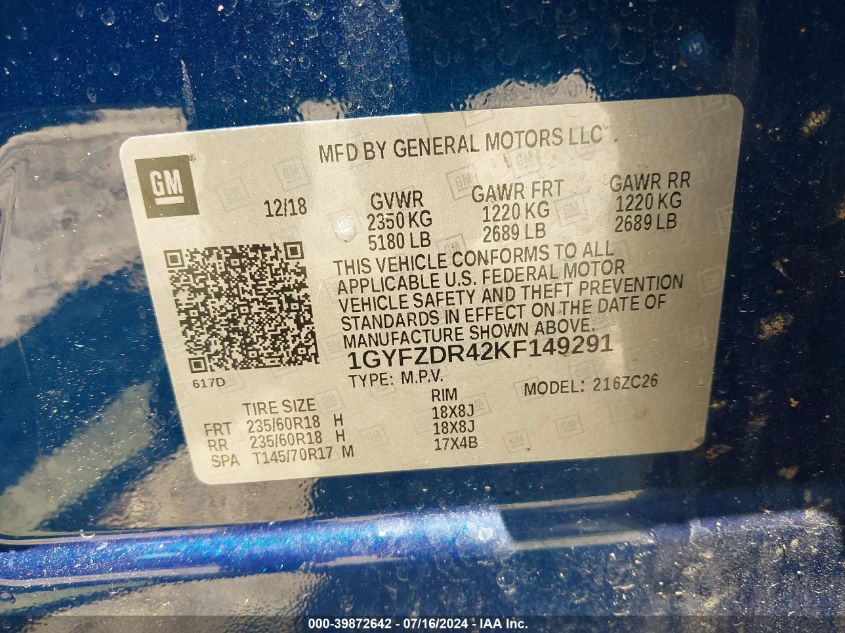 MFD BY GENERAL MOTORS LLC
GM
12/18
GVWR GAWR FRT GAWR RR
2350 KG 1220 KG 1220 KG
5180 LB 2689 LB 2689 LB
THIS VEHICLE CONFORMS TO ALL
APPLICABLE U.S. FEDERAL MOTOR
VEHICLE SAFETY AND THEFT PREVENTION
STANDARDS IN EFFECT ON THE DATE OF
MANUFACTURE SHOWN ABOVE.
1GYFZDR42KF149291
617D
TYPE: M.P.V. MODEL: 216ZC26
TIRE SIZE RIM
FRT 235/60R18 H 18X8J
RR 235/60R18 H 18X8J
SPA T145/70R17 M 17X4B
000-39872642 - 07/16/2024 - IAA Inc.